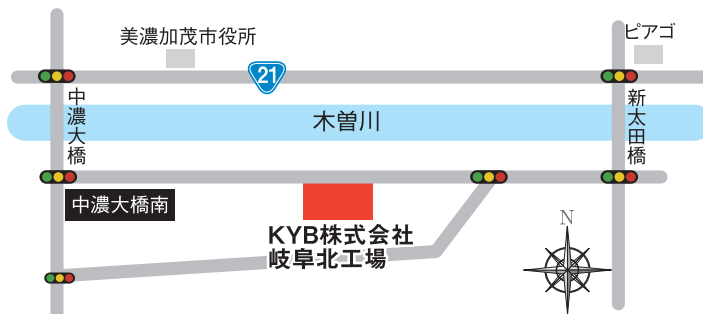 美濃加茂市役所
ピアゴ
21
中濃大橋
木曽川
新太田橋
中濃大橋南
KYB株式会社
岐阜北工場
N